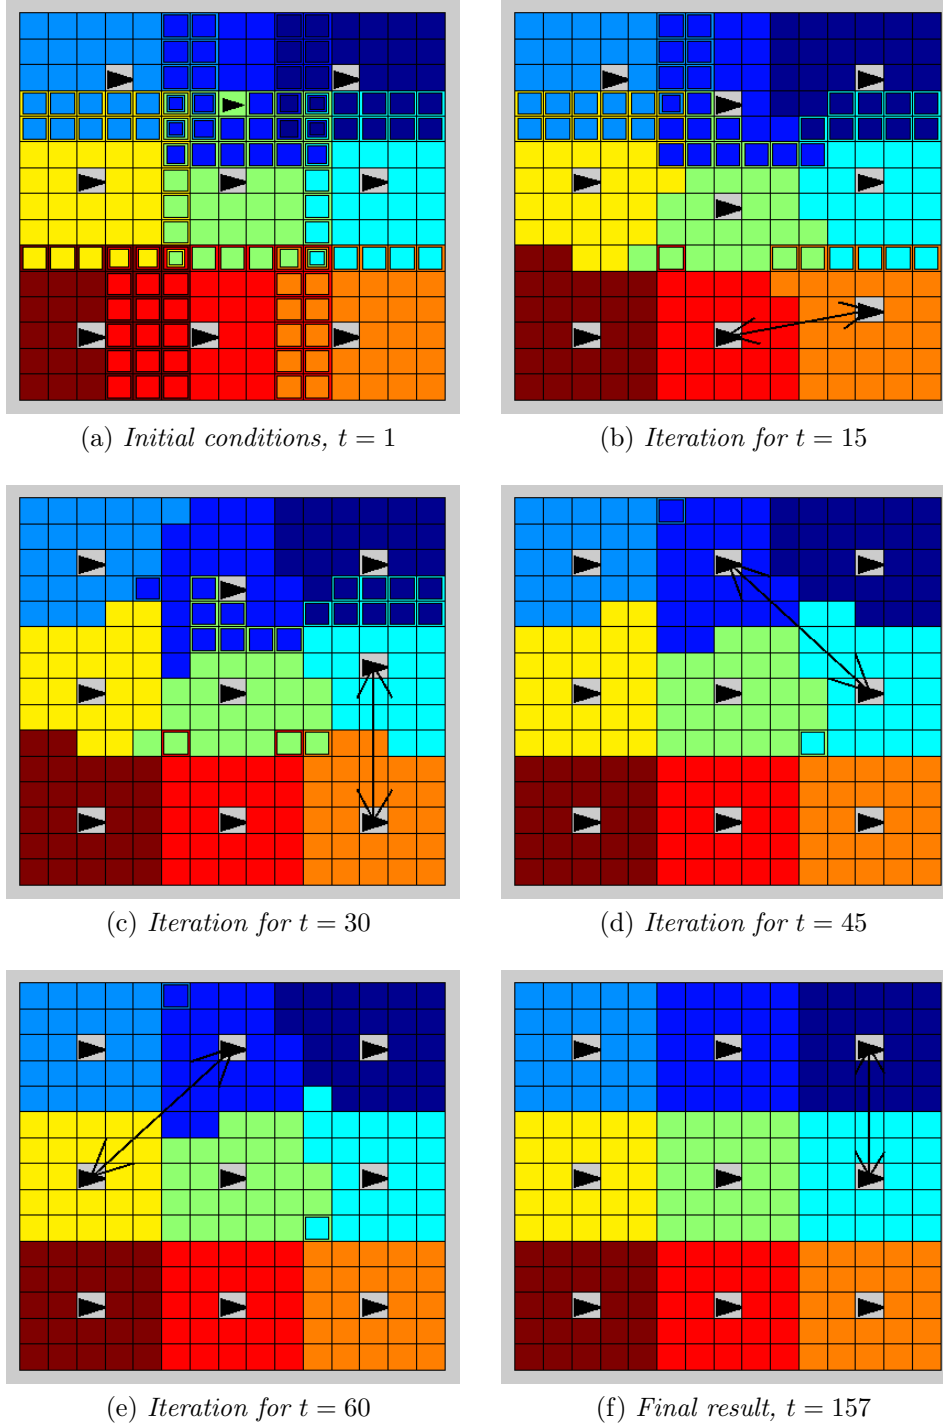 (a) Initial conditions, t = 1
(b) Iteration for t = 15
(c) Iteration for t = 30
(d) Iteration for t = 45
(e) Iteration for t = 60
(f) Final result, t = 157